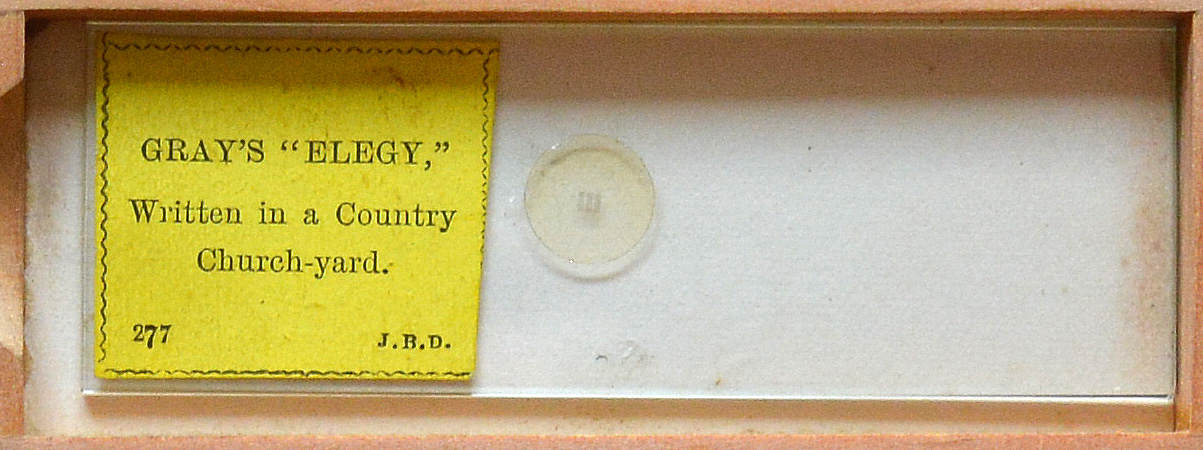 GRAY'S “ELEGY,”
Written in a Country
Church-yard.
277 J.B.D.